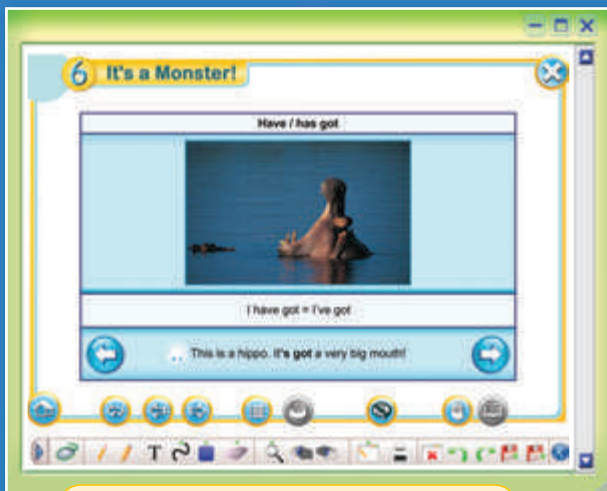 6 It's a Monster!
Have / has got
I have got = I've got
This is a hippo. It's got a very big mouth!
T